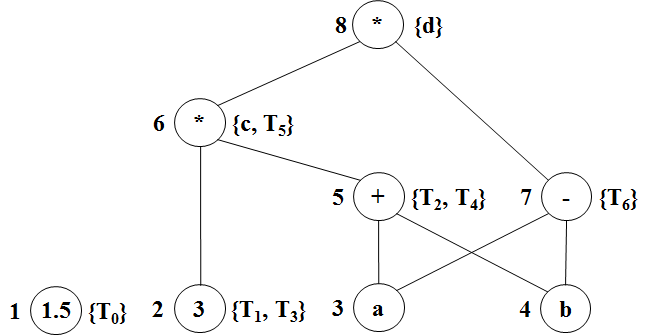 8 * {d}
6 * {c, T₅}
5 + {T₂, T₄} 7 - {T₆}
1 1.5 {T₀} 2 3 {T₁, T₃} 3 a 4 b